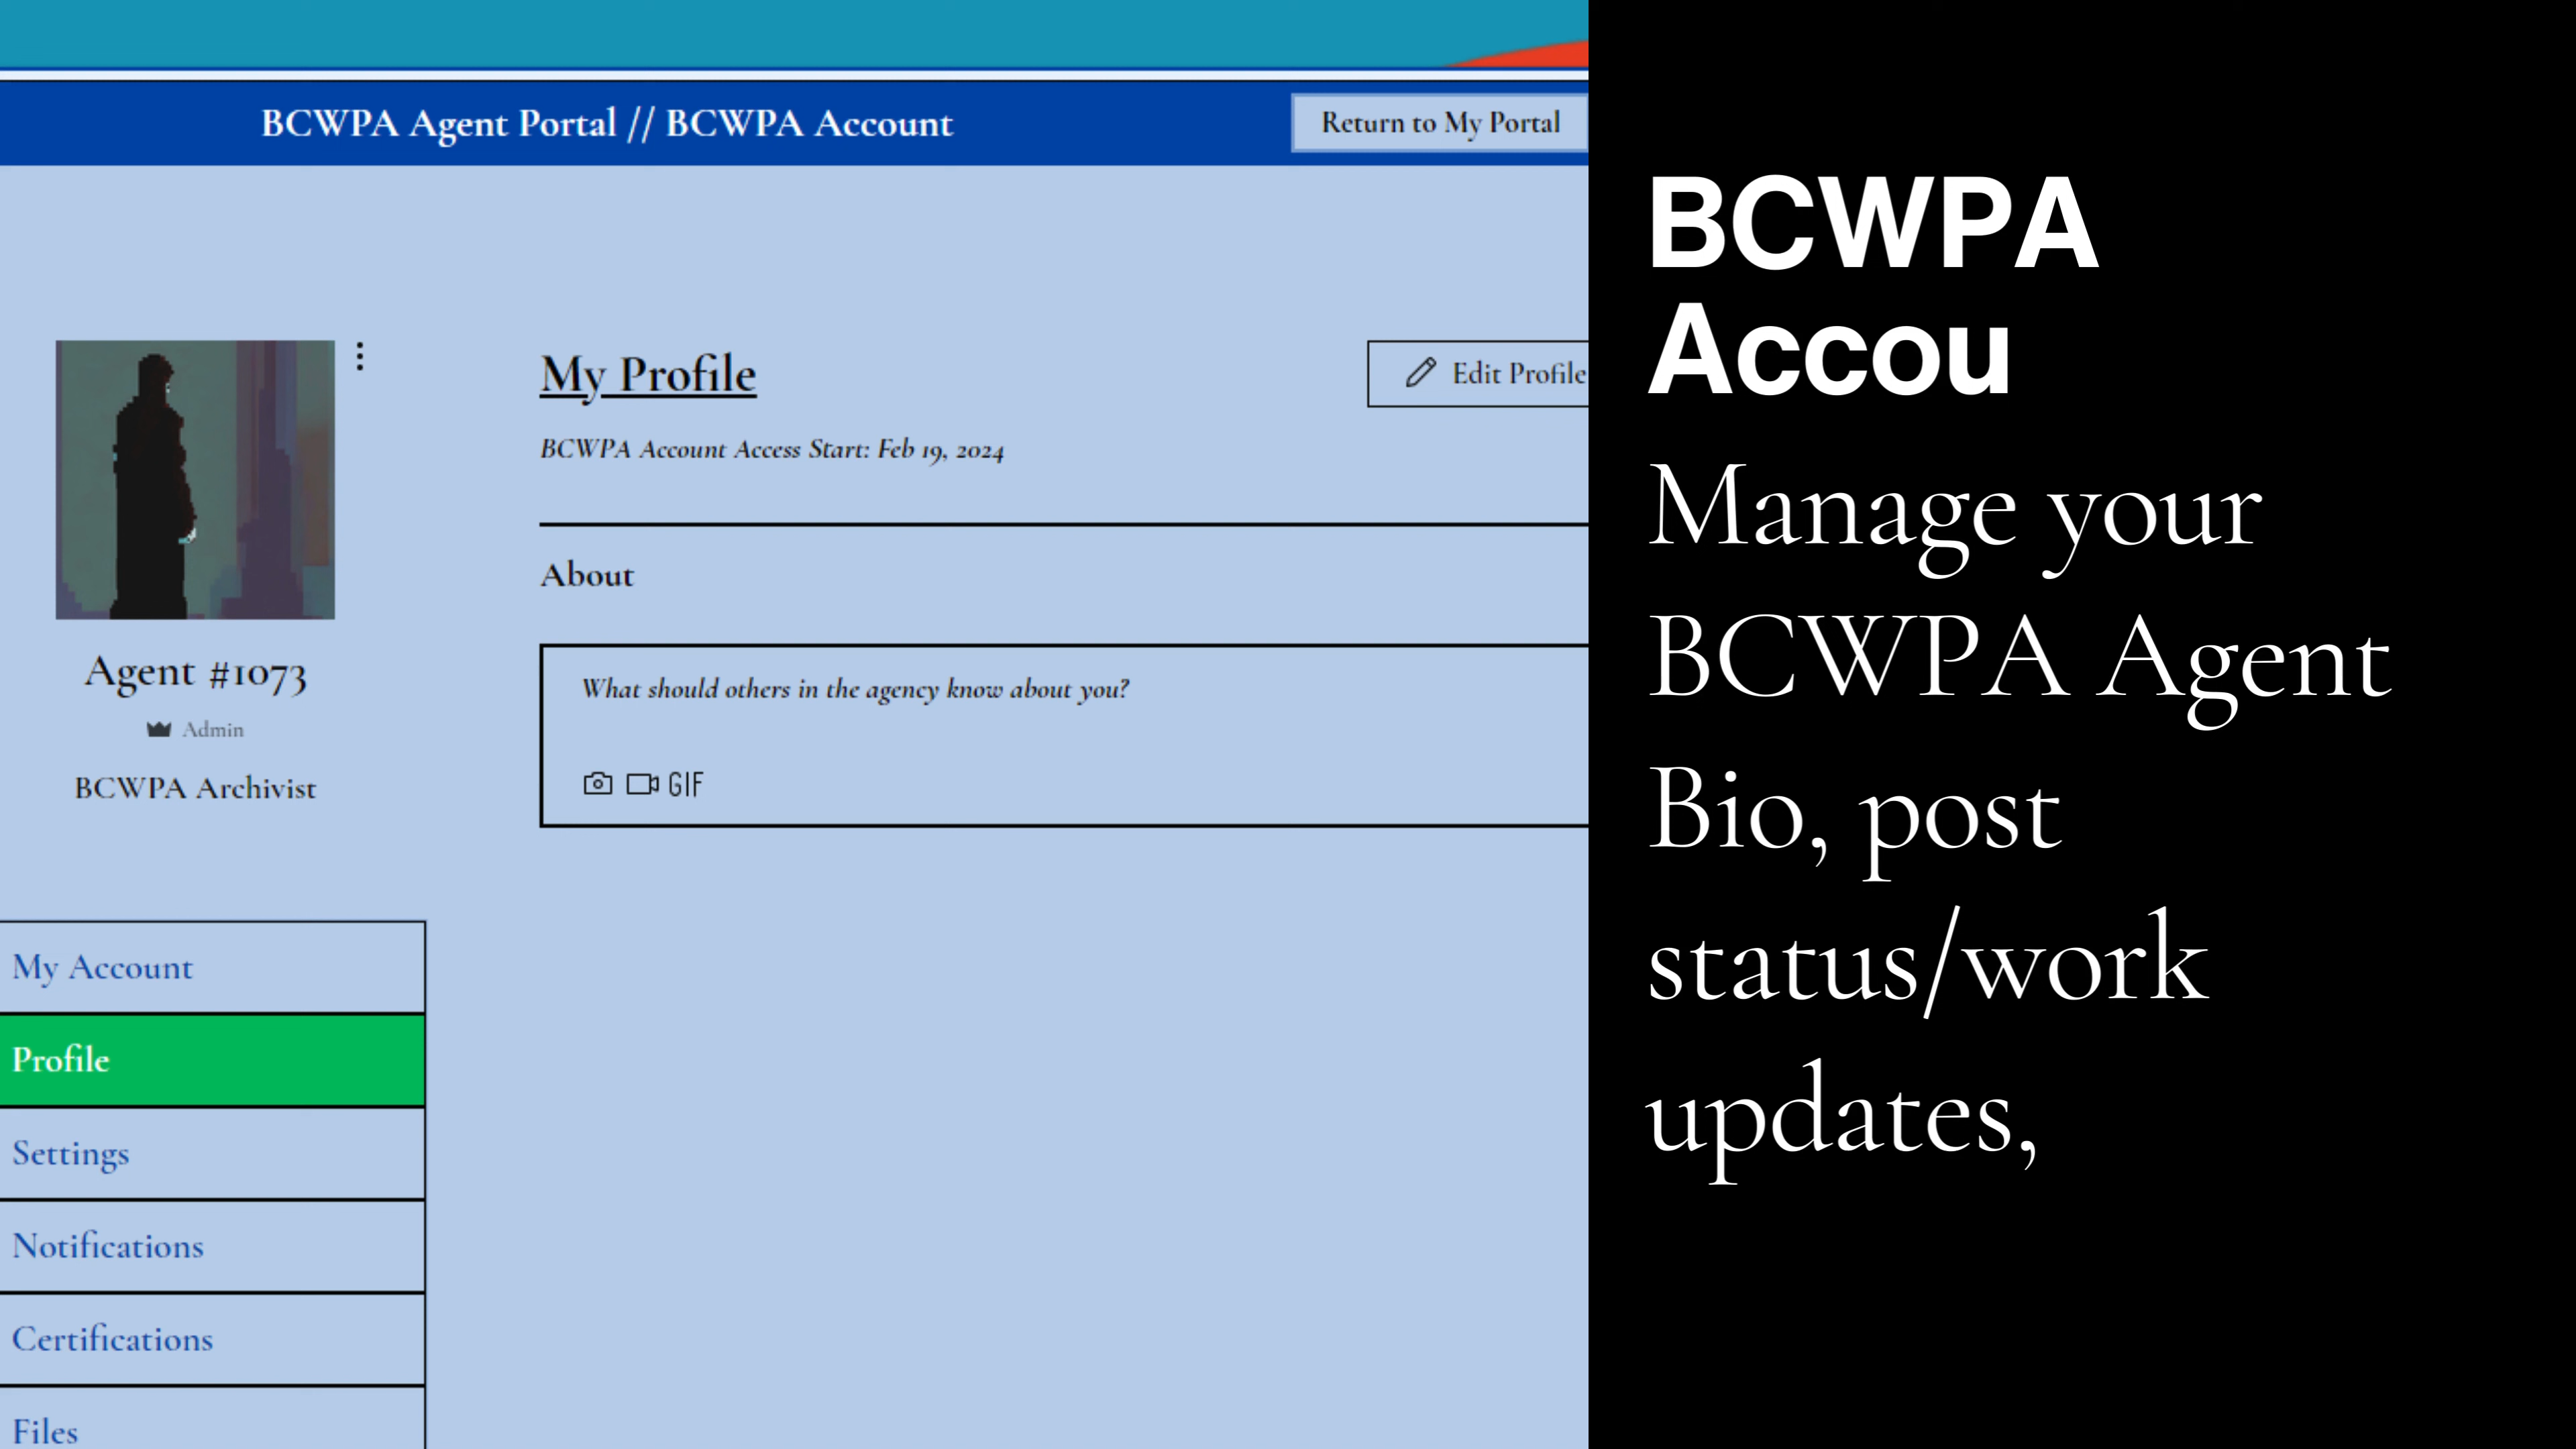 BCWPA Agent Portal // BCWPA Account
Return to My Portal
My Profile
Edit Profile
BCWPA Account Access Start: Feb 19, 2024
About
What should others in the agency know about you?
GIF
Agent #1073
Admin
BCWPA Archivist
My Account
Profile
Settings
Notifications
Certifications
Files
BCWPA
Accou
Manage your
BCWPA Agent
Bio, post
status/work
updates,